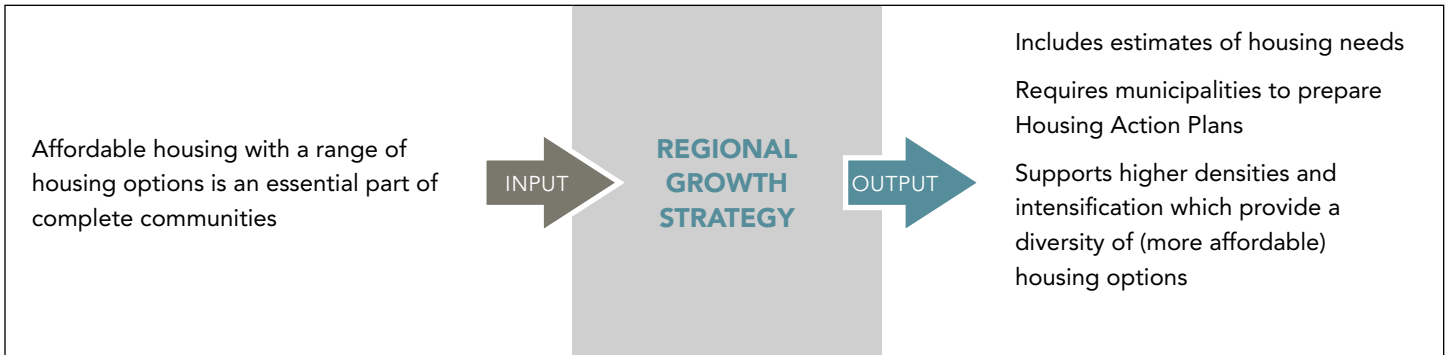 Affordable housing with a range of
housing options is an essential part of
complete communities
INPUT
REGIONAL
GROWTH
STRATEGY
OUTPUT
Includes estimates of housing needs
Requires municipalities to prepare
Housing Action Plans
Supports higher densities and
intensification which provide a
diversity of (more affordable)
housing options